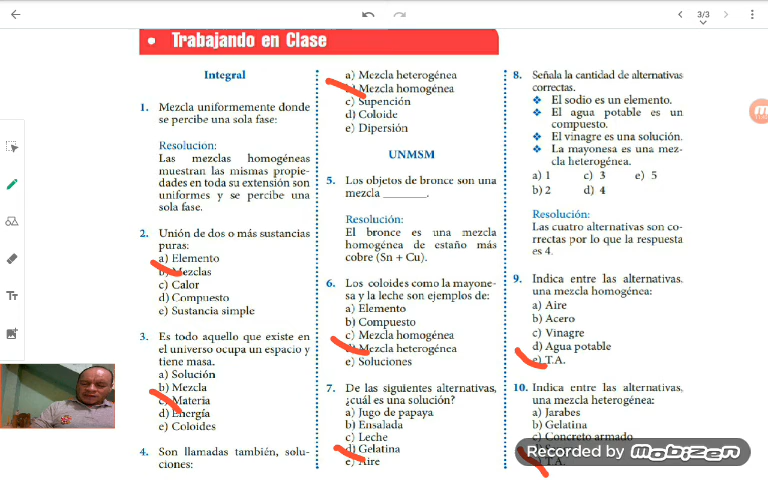 3/3
• Trabajando en Clase
Integral
1. Mezcla uniformemente donde
se percibe una sola fase:
Resolución:
Las mezclas homogéneas
muestran las mismas propie-
dades en toda su extensión son
uniformes y se percibe una
sola fase.
2. Unión de dos o más sustancias
puras:
a) Elemento
b) Mezclas
c) Calor
d) Compuesto
e) Sustancia simple
3. Es todo aquello que existe en
el universo ocupa un espacio y
tiene masa.
a) Solución
b) Mezcla
c) Materia
d) Energía
e) Coloides
4. Son llamadas también, solu-
ciones:
a) Mezcla heterogénea
b) Mezcla homogénea
c) Supención
d) Coloide
e) Dipersión
UNMSM
5. Los objetos de bronce son una
mezcla _______.
Resolución:
El bronce es una mezcla
homogénea de estaño más
cobre (Sn + Cu).
6. Los coloides como la mayone-
sa y la leche son ejemplos de:
a) Elemento
b) Compuesto
c) Mezcla homogénea
d) Mezcla heterogénea
e) Soluciones
7. De las siguientes alternativas,
¿cuál es una solución?
a) Jugo de papaya
b) Ensalada
c) Leche
d) Gelatina
e) Aire
8. Señala la cantidad de alternativas
correctas.
❖ El sodio es un elemento.
❖ El agua potable es un
compuesto.
❖ El vinagre es una solución.
❖ La mayonesa es una mez-
cla heterogénea.
a) 1 c) 3 e) 5
b) 2 d) 4
Resolución:
Las cuatro alternativas son co-
rrectas por lo que la respuesta
es 4.
9. Indica entre las alternativas,
una mezcla homogénea:
a) Aire
b) Acero
c) Vinagre
d) Agua potable
e) T.A.
10. Indica entre las alternativas,
una mezcla heterogénea:
a) Jarabes
b) Gelatina
c) Concreto armado
T.A.
Recorded by mobizen